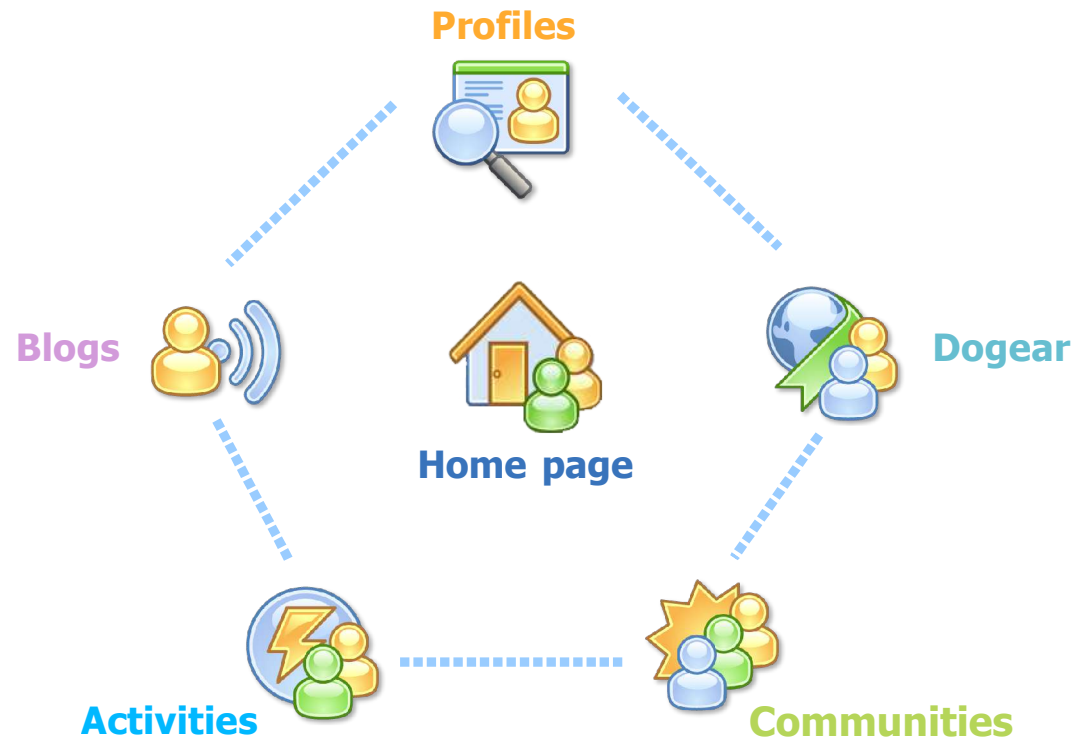 Profiles
Blogs
Dogear
Home page
Activities
Communities